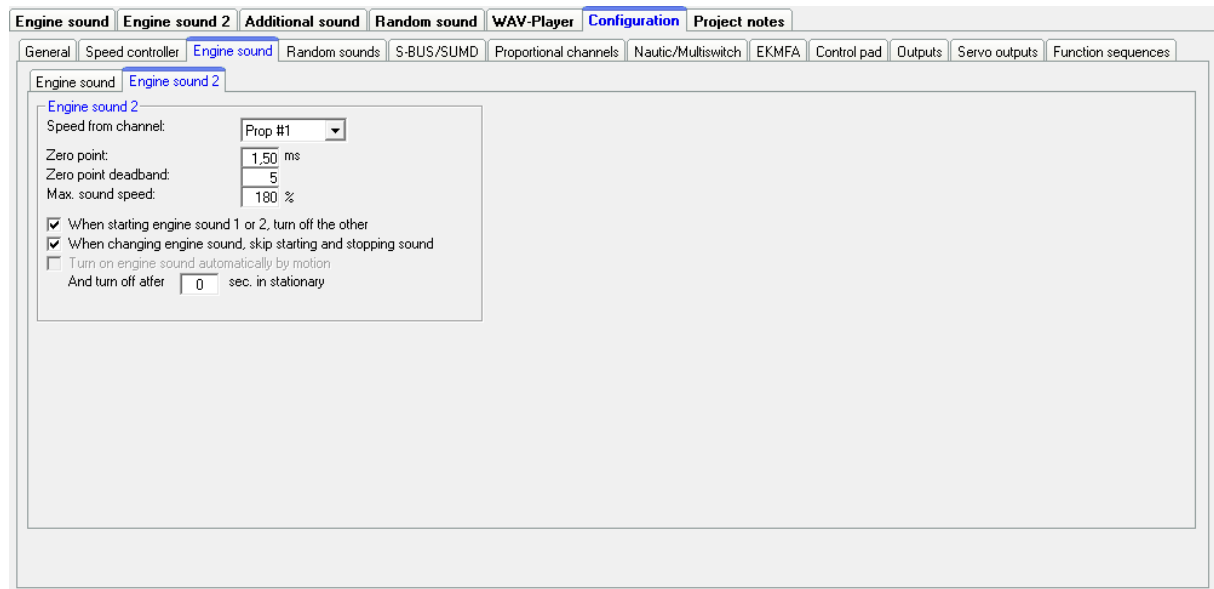 Engine sound Engine sound 2 Additional sound Random sound WAV-Player Configuration Project notes
General Speed controller Engine sound Random sounds S-BUS/SUMD Proportional channels Nautic/Multiswitch EKMFA Control pad Outputs Servo outputs Function sequences
Engine sound Engine sound 2
Engine sound 2
Speed from channel: Prop #1
Zero point: 1,50 ms
Zero point deadband: 5
Max. sound speed: 180 %
When starting engine sound 1 or 2, turn off the other
When changing engine sound, skip starting and stopping sound
Turn on engine sound automatically by motion
And turn off atfer 0 sec. in stationary